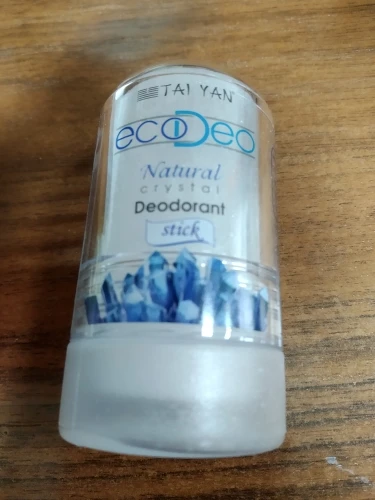 TAI YAN
ecoDeo
Natural
crystal
Deodorant
stick